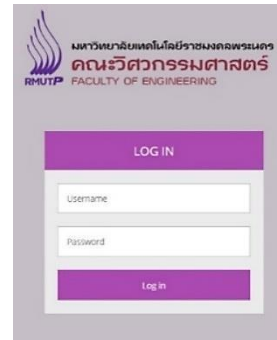 มหาวิทยาลัยเทคโนโลยีราชมงคลพระนคร
คณะวิศวกรรมศาสตร์
RMUTP FACULTY OF ENGINEERING
LOG IN
Username
Password
Log in